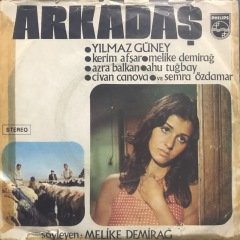 ARKADAŞ
PHILIPS
• YILMAZ GÜNEY
• kerim afşar • melike demirağ
• azra balkan • ahu tuğbay
• civan canova • ve semra özdamar
STEREO
söyleyen: MELİKE DEMİRAĞ